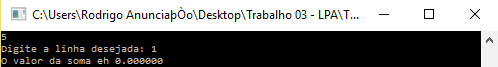 C:\Users\Rodrigo AnunciaþÒo\Desktop\Trabalho 03 - LPA\T...
5
Digite a linha desejada: 1
O valor da soma eh 0.000000